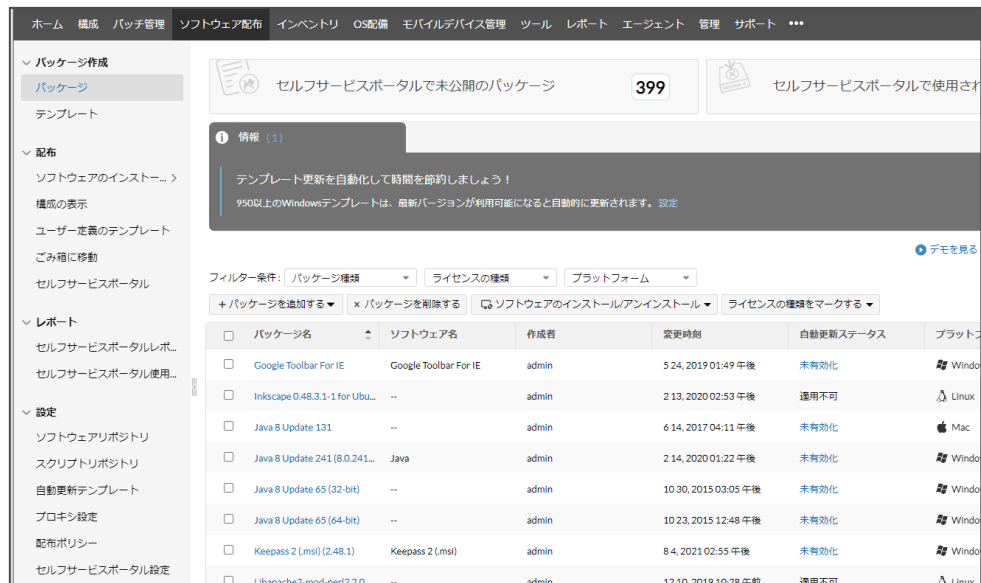 ホーム 構成 パッチ管理 ソフトウェア配布 インベントリ OS配備 モバイルデバイス管理 ツール レポート エージェント 管理 サポート •••
パッケージ作成
パッケージ
テンプレート
配布
ソフトウェアのインストー...
構成の表示
ユーザー定義のテンプレート
ごみ箱に移動
セルフサービスポータル
レポート
セルフサービスポータルレポ...
セルフサービスポータル使用...
設定
ソフトウェアリポジトリ
スクリプトリポジトリ
自動更新テンプレート
プロキシ設定
配布ポリシー
セルフサービスポータル設定
セルフサービスポータルで未公開のパッケージ 399
セルフサービスポータルで使用され
情報 (1)
テンプレート更新を自動化して時間を節約しましょう！
950以上のWindowsテンプレートは、最新バージョンが利用可能になると自動的に更新されます。 設定
デモを見る
フィルター条件: パッケージ種類 ライセンスの種類 プラットフォーム
+ パッケージを追加する x パッケージを削除する ソフトウェアのインストール/アンインストール ライセンスの種類をマークする
パッケージ名 ソフトウェア名 作成者 変更時刻 自動更新ステータス プラットフ
Google Toolbar For IE Google Toolbar For IE admin 5 24, 2019 01:49 午後 未有効化 Windo
Inkscape 0.48.3.1-1 for Ubu... -- admin 2 13, 2020 02:53 午後 適用不可 Linux
Java 8 Update 131 -- admin 6 14, 2017 04:11 午後 未有効化 Mac
Java 8 Update 241 (8.0.241... Java admin 2 14, 2020 01:22 午後 未有効化 Windo
Java 8 Update 65 (32-bit) -- admin 10 30, 2015 03:05 午後 未有効化 Windo
Java 8 Update 65 (64-bit) -- admin 10 23, 2015 12:48 午後 未有効化 Windo
Keepass 2 (.msi) (2.48.1) Keepass 2 (.msi) admin 8 4, 2021 02:55 午後 未有効化 Windo
Libapache2-mod-perl2 2.0... -- admin 12 10, 2019 10:28 午前 適用不可 Linux